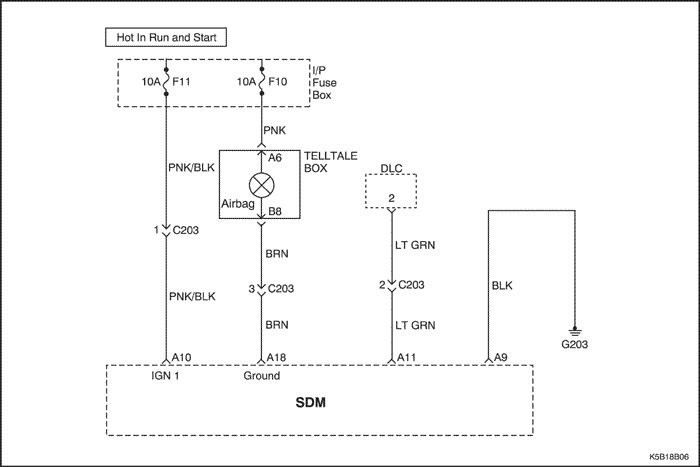 Hot In Run and Start
10A F11
10A F10
I/P
Fuse
Box
PNK
PNK/BLK
A6
TELLTALE
BOX
Airbag
B8
DLC
2
1 C203
BRN
LT GRN
3 C203
2 C203
PNK/BLK
BLK
BRN
LT GRN
G203
A10
A18
A11
A9
IGN 1
Ground
SDM
K5B18B06